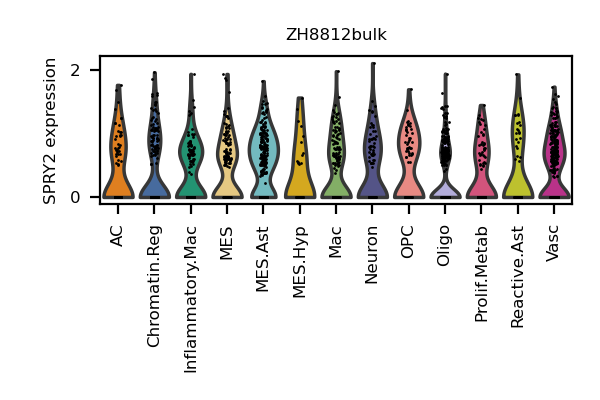 ZH8812bulk
SPRY2 expression
2
0
AC
Chromatin.Reg
Inflammatory.Mac
MES
MES.Ast
MES.Hyp
Mac
Neuron
OPC
Oligo
Prolif.Metab
Reactive.Ast
Vasc